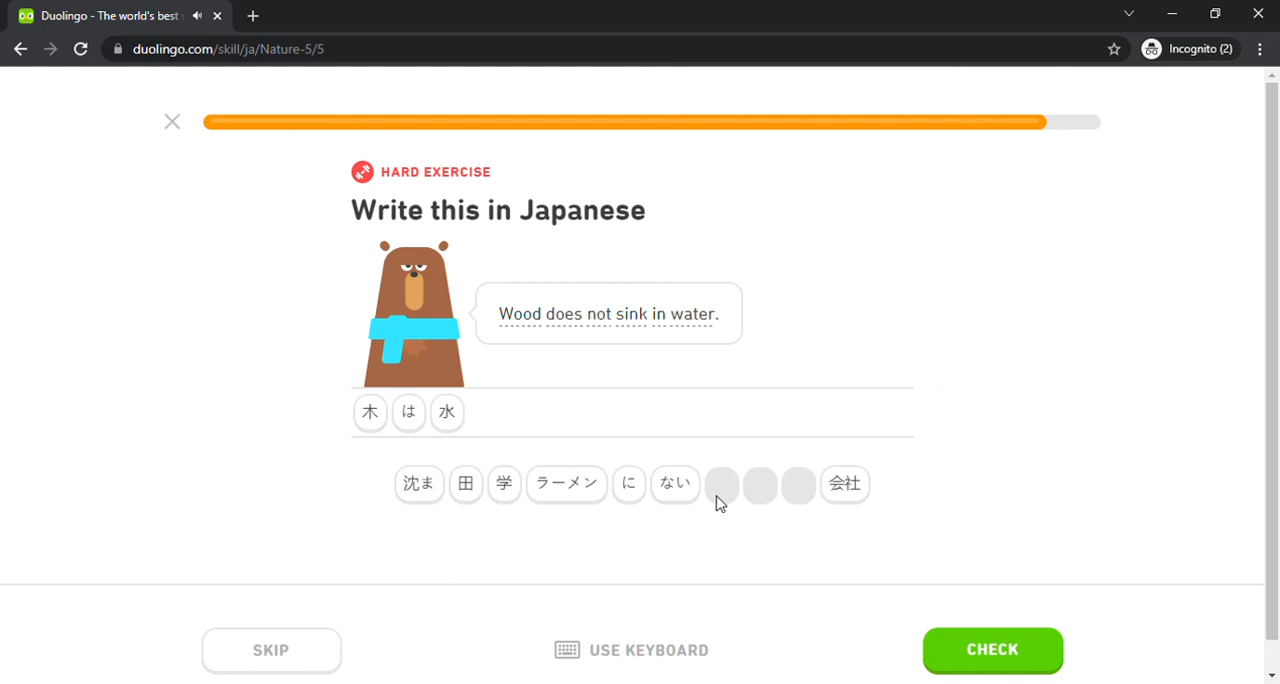 Duolingo - The world's best
duolingo.com/skill/ja/Nature-5/5
Incognito (2)
HARD EXERCISE
Write this in Japanese
Wood does not sink in water.
木 は 水
沈ま 田 学 ラーメン に ない 会社
SKIP
USE KEYBOARD
CHECK